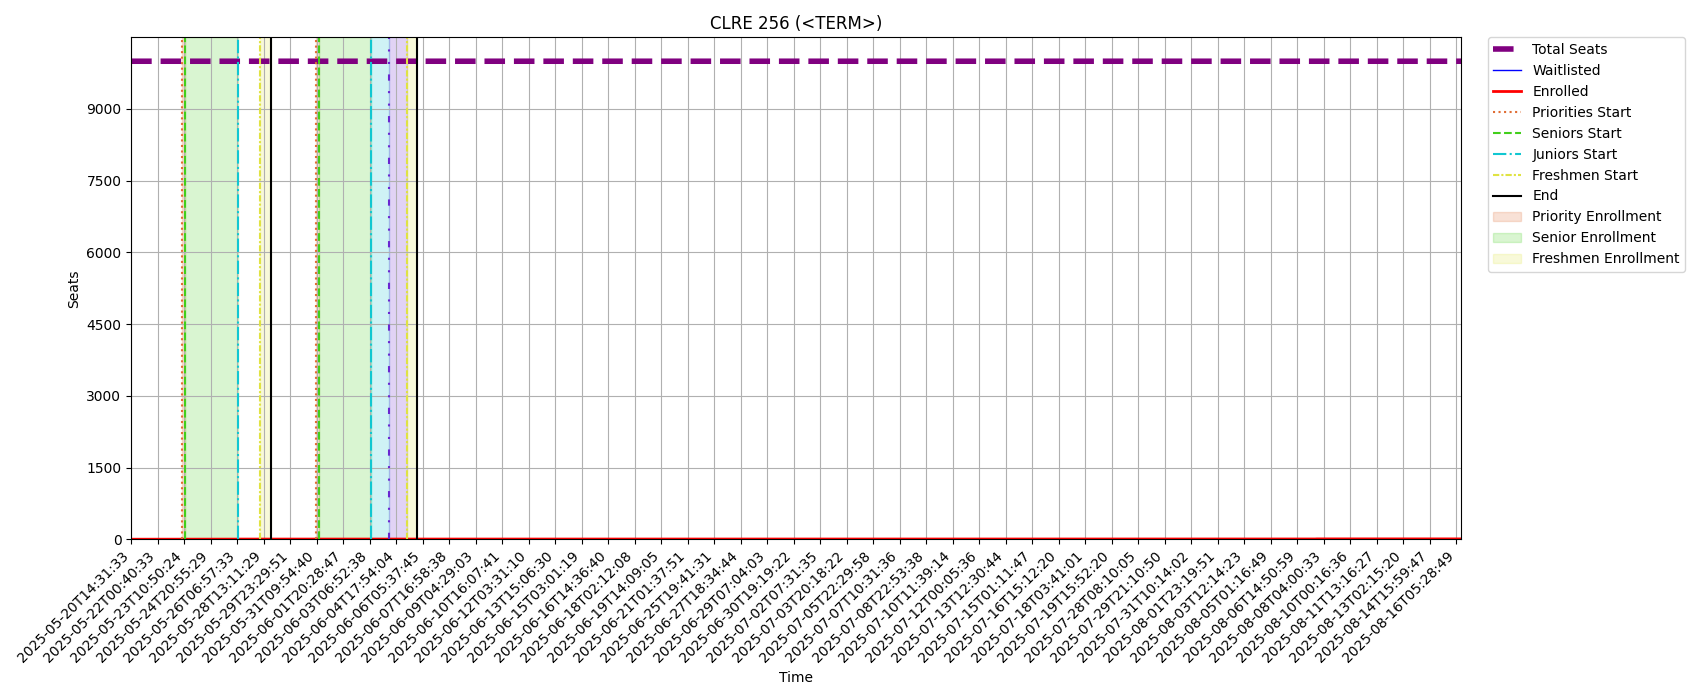 CLRE 256 (<TERM>)
Total Seats
Waitlisted
Enrolled
Priorities Start
Seniors Start
Juniors Start
Freshmen Start
End
Priority Enrollment
Senior Enrollment
Freshmen Enrollment
Seats
9000
7500
6000
4500
3000
1500
0
2025-05-20T14:31:33
2025-05-22T00:40:33
2025-05-23T10:50:24
2025-05-24T20:55:29
2025-05-26T06:57:33
2025-05-28T13:11:29
2025-05-29T23:29:51
2025-05-31T09:54:40
2025-06-01T20:28:47
2025-06-03T06:52:38
2025-06-04T17:54:04
2025-06-06T05:37:45
2025-06-07T16:58:38
2025-06-09T04:29:03
2025-06-10T16:07:41
2025-06-12T03:31:10
2025-06-13T15:06:30
2025-06-15T03:01:19
2025-06-16T14:36:40
2025-06-18T02:12:08
2025-06-19T14:09:05
2025-06-21T01:37:51
2025-06-25T19:41:31
2025-06-27T18:34:44
2025-06-29T07:04:03
2025-06-30T19:19:22
2025-07-02T07:31:35
2025-07-03T20:18:22
2025-07-05T22:29:58
2025-07-07T10:31:36
2025-07-08T22:53:38
2025-07-10T11:39:14
2025-07-12T00:05:36
2025-07-13T12:30:44
2025-07-15T01:11:47
2025-07-16T15:12:20
2025-07-18T03:41:01
2025-07-19T15:52:20
2025-07-28T08:10:05
2025-07-29T21:10:50
2025-07-31T10:14:02
2025-08-01T23:19:51
2025-08-03T12:14:23
2025-08-05T01:16:49
2025-08-06T14:50:59
2025-08-08T04:00:33
2025-08-10T00:16:36
2025-08-11T13:16:27
2025-08-13T02:15:20
2025-08-14T15:59:47
2025-08-16T05:28:49
Time